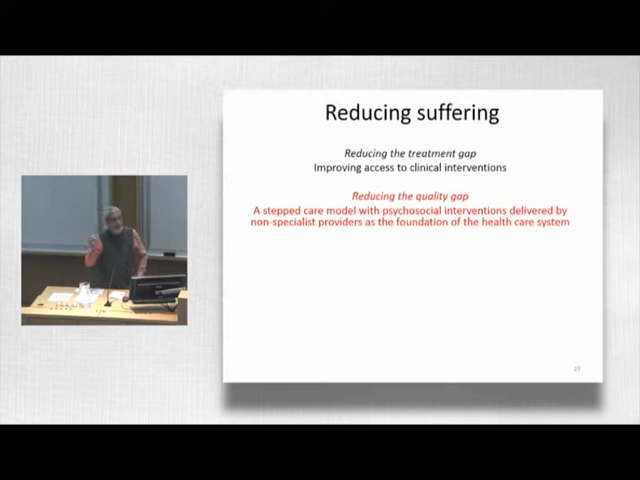 Reducing suffering
Reducing the treatment gap
Improving access to clinical interventions
Reducing the quality gap
A stepped care model with psychosocial interventions delivered by
non-specialist providers as the foundation of the health care system
27